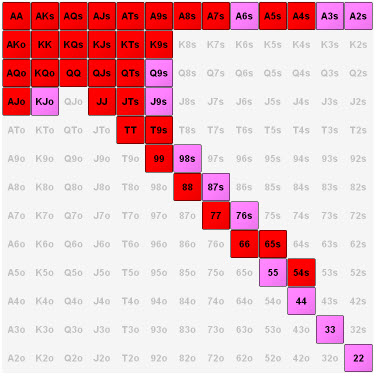 AA AKs AQs AJs ATs A9s A8s A7s A6s A5s A4s A3s A2s
AKo KK KQs KJs KTs K9s K8s K7s K6s K5s K4s K3s K2s
AQo KQo QQ QJs QTs Q9s Q8s Q7s Q6s Q5s Q4s Q3s Q2s
AJo KJo QJo JJ JTs J9s J8s J7s J6s J5s J4s J3s J2s
ATo KTo QTo JTo TT T9s T8s T7s T6s T5s T4s T3s T2s
A9o K9o Q9o J9o T9o 99 98s 97s 96s 95s 94s 93s 92s
A8o K8o Q8o J8o T8o 98o 88 87s 86s 85s 84s 83s 82s
A7o K7o Q7o J7o T7o 97o 87o 77 76s 75s 74s 73s 72s
A6o K6o Q6o J6o T6o 96o 86o 76o 66 65s 64s 63s 62s
A5o K5o Q5o J5o T5o 95o 85o 75o 65o 55 54s 53s 52s
A4o K4o Q4o J4o T4o 94o 84o 74o 64o 54o 44 43s 42s
A3o K3o Q3o J3o T3o 93o 83o 73o 63o 53o 43o 33 32s
A2o K2o Q2o J2o T2o 92o 82o 72o 62o 52o 42o 32o 22